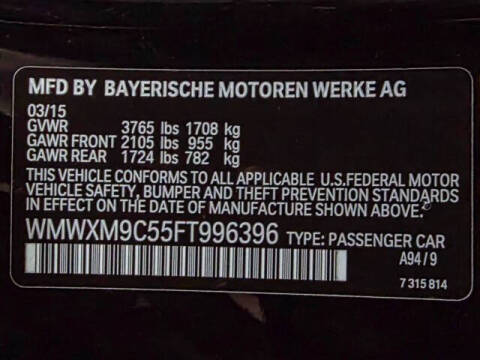 MFD BY BAYERISCHE MOTOREN WERKE AG
03/15
GVWR 3765 lbs 1708 kg
GAWR FRONT 2105 lbs 955 kg
GAWR REAR 1724 lbs 782 kg
THIS VEHICLE CONFORMS TO ALL APPLICABLE U.S.FEDERAL MOTOR
VEHICLE SAFETY, BUMPER AND THEFT PREVENTION STANDARDS
IN EFFECT ON THE DATE OF MANUFACTURE SHOWN ABOVE.
WMWXM9C55FT996396 TYPE: PASSENGER CAR
A94/9
7 315 814